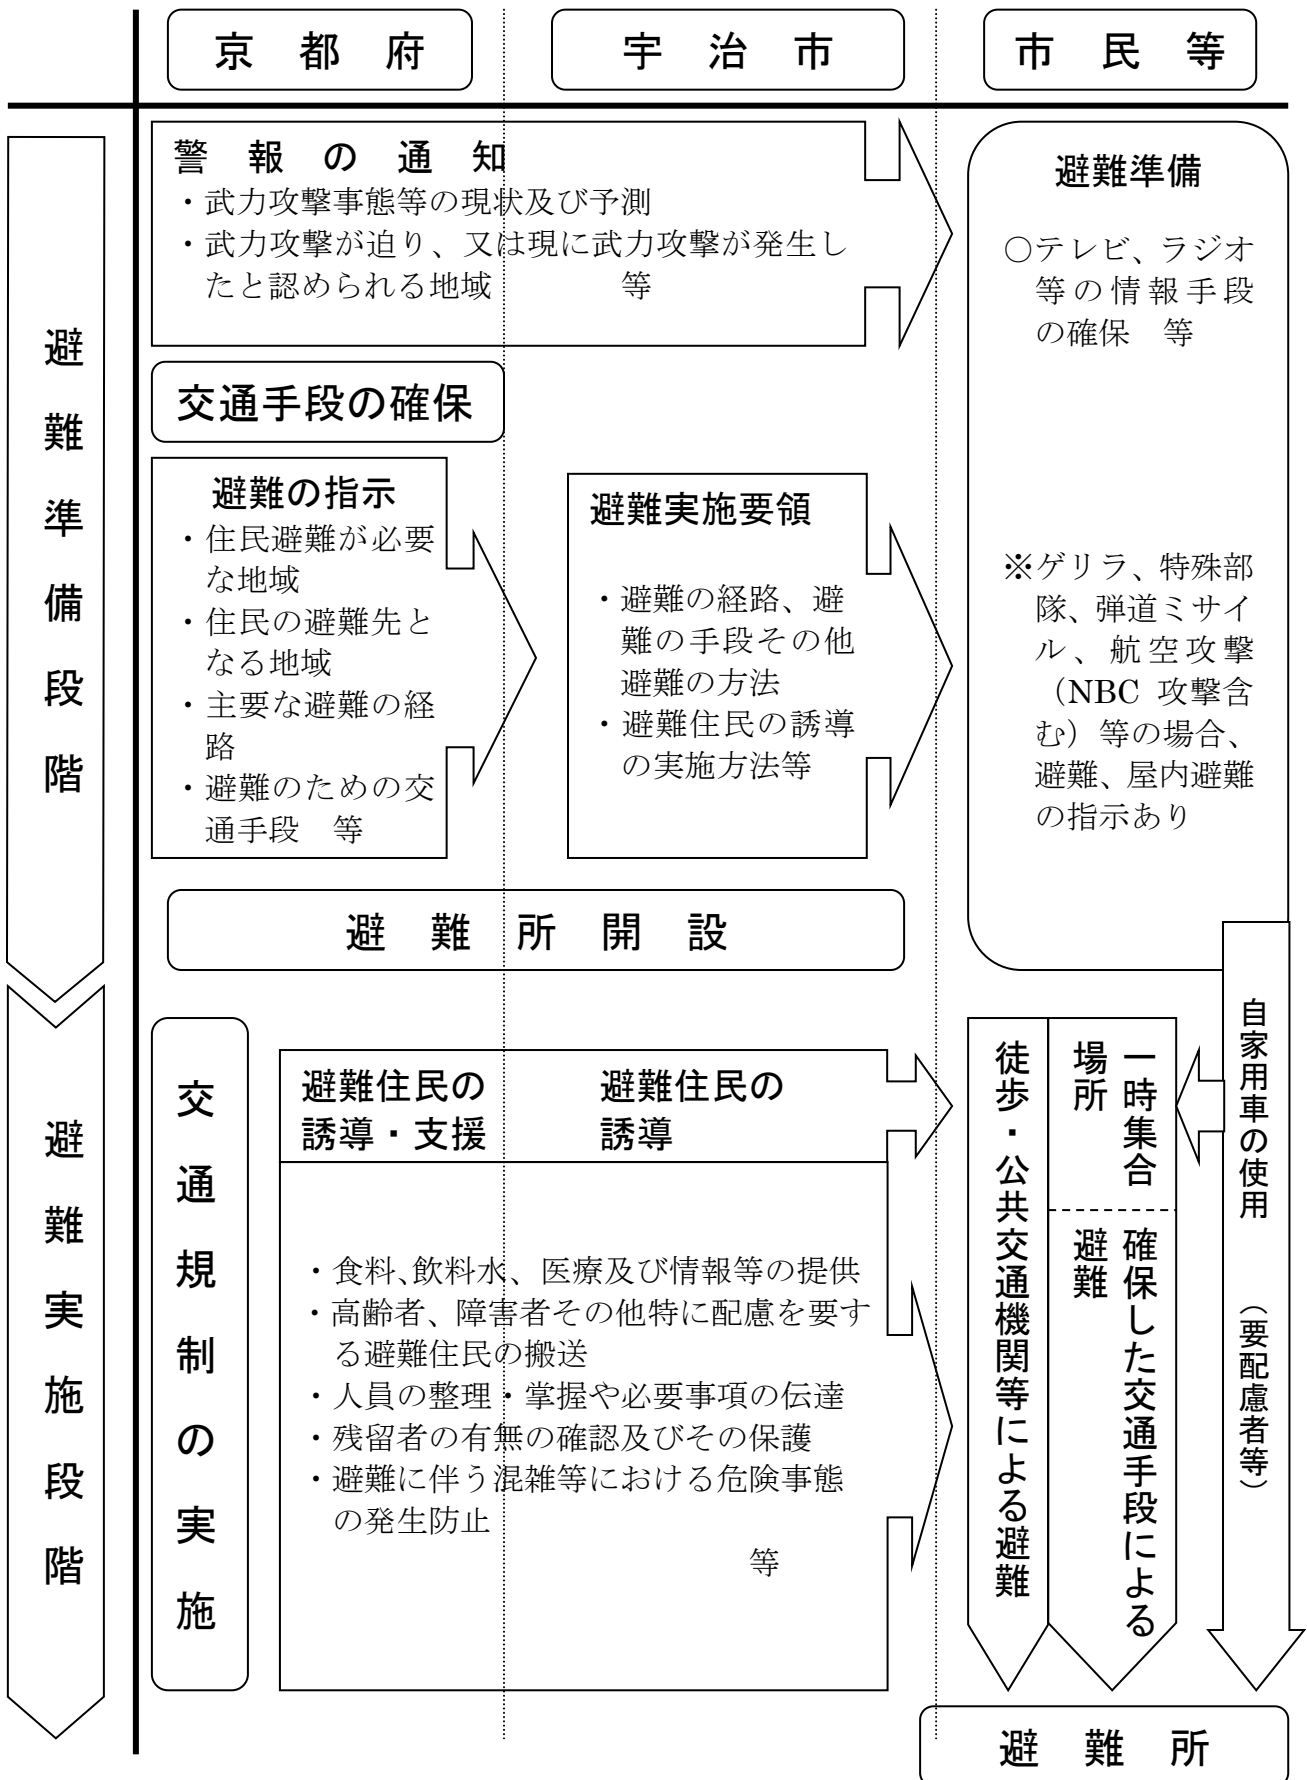 京都府
宇治市
市民等
避難準備段階
警報の通知
・武力攻撃事態等の現状及び予測
・武力攻撃が迫り、又は現に武力攻撃が発生し
たと認められる地域　等
交通手段の確保
避難の指示
・住民避難が必要
な地域
・住民の避難先と
なる地域
・主要な避難の経
路
・避難のための交
通手段　等
避難実施要領
・避難の経路、避
難の手段その他
避難の方法
・避難住民の誘導
の実施方法等
避難準備
○テレビ、ラジオ
等の情報手段
の確保　等
※ゲリラ、特殊部
隊、弾道ミサイ
ル、航空攻撃
（NBC 攻撃含
む）等の場合、
避難、屋内避難
の指示あり
避難所開設
避難実施段階
交通規制の実施
避難住民の
誘導・支援
避難住民の
誘導
・食料、飲料水、医療及び情報等の提供
・高齢者、障害者その他特に配慮を要す
る避難住民の搬送
・人員の整理・掌握や必要事項の伝達
・残留者の有無の確認及びその保護
・避難に伴う混雑等における危険事態
の発生防止
等
徒歩・公共交通機関等による避難
一時集合
場所
確保した交通手段による
避難
自家用車の使用
（要配慮者等）
避難所